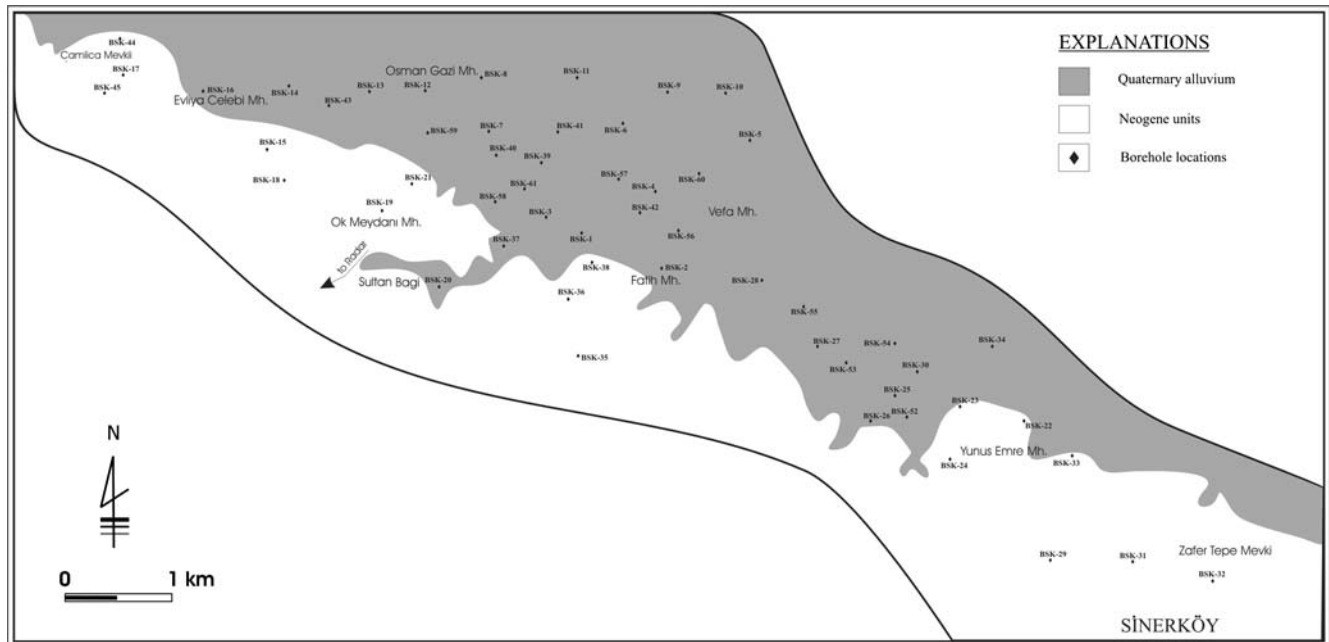 BSK-44
Camlica Mevkii
BSK-17
BSK-45
BSK-16
Evliya Celebi Mh.
BSK-14
BSK-43
BSK-13
Osman Gazi Mh.
BSK-12
BSK-8
BSK-11
BSK-9
BSK-10
EXPLANATIONS
Quaternary alluvium
Neogene units
Borehole locations
BSK-59
BSK-7
BSK-41
BSK-6
BSK-5
BSK-15
BSK-40
BSK-39
BSK-18
BSK-21
BSK-61
BSK-57
BSK-4
BSK-60
BSK-19
BSK-58
BSK-3
BSK-42
Vefa Mh.
Ok Meydanı Mh.
BSK-37
BSK-1
BSK-56
to Radar
BSK-38
BSK-2
Sultan Bagi
BSK-20
Fatih Mh.
BSK-28
BSK-36
BSK-55
BSK-35
BSK-27
BSK-54
BSK-34
BSK-53
BSK-30
BSK-25
BSK-26
BSK-52
BSK-23
BSK-22
Yunus Emre Mh.
BSK-24
BSK-33
N
BSK-29
BSK-31
Zafer Tepe Mevki
BSK-32
0 1 km
SİNERKÖY